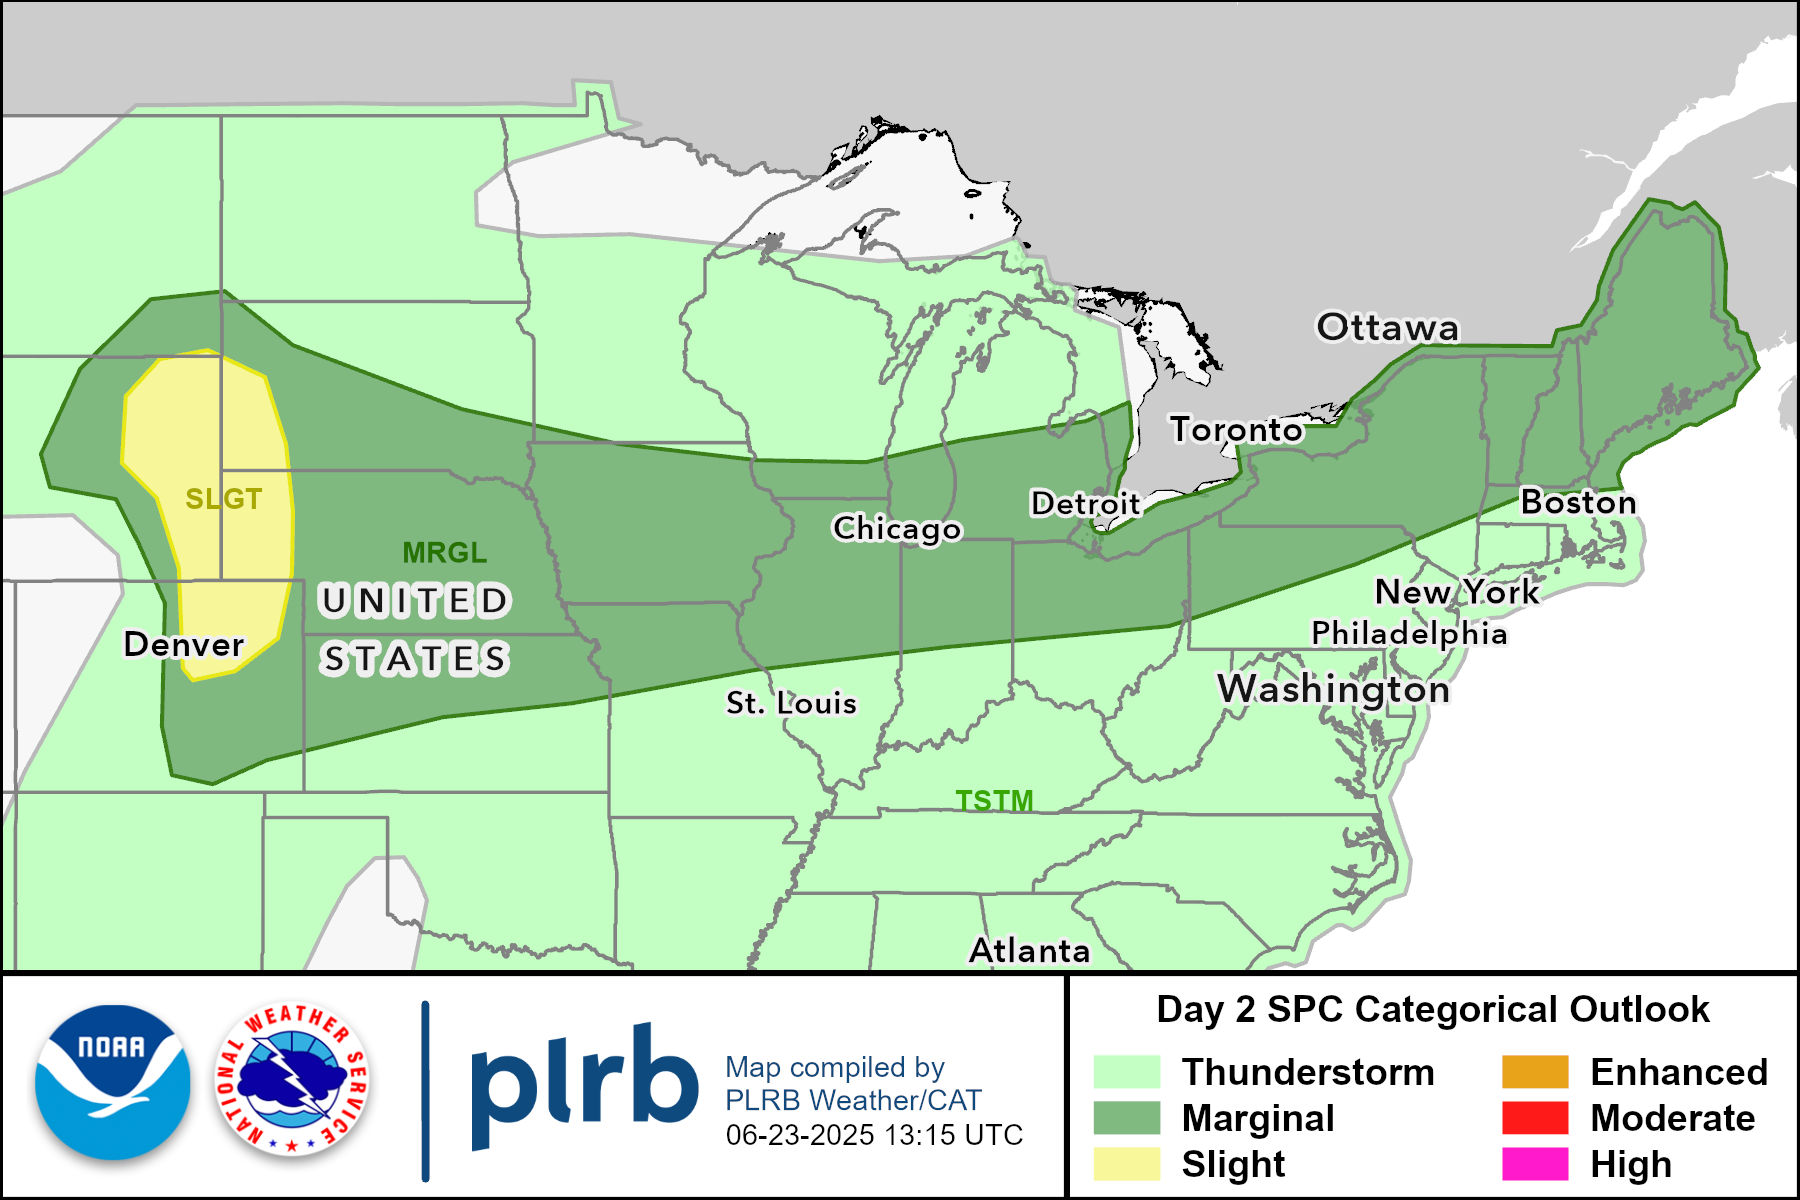 Ottawa
Toronto
SLGT
Detroit
Boston
Chicago
MRGL
UNITED
STATES
New York
Denver
Philadelphia
Washington
St. Louis
TSTM
Atlanta
NOAA
NATIONAL WEATHER SERVICE
plrb
Map compiled by
PLRB Weather/CAT
06-23-2025 13:15 UTC
Day 2 SPC Categorical Outlook
Thunderstorm
Enhanced
Marginal
Moderate
Slight
High